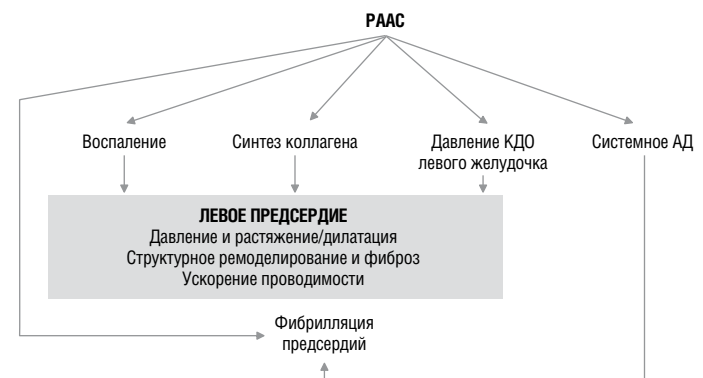 РААС
Воспаление
Синтез коллагена
Давление КДО
левого желудочка
Системное АД
ЛЕВОЕ ПРЕДСЕРДИЕ
Давление и растяжение/дилатация
Структурное ремоделирование и фиброз
Ускорение проводимости
Фибрилляция
предсердий